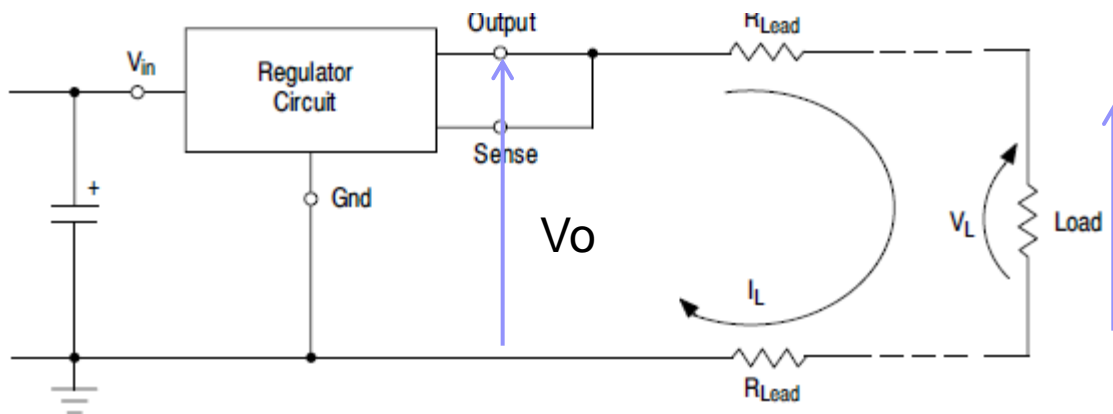 Output
RLead
Vin
Regulator
Circuit
Sense
+
Gnd
Vo
VL
Load
IL
RLead